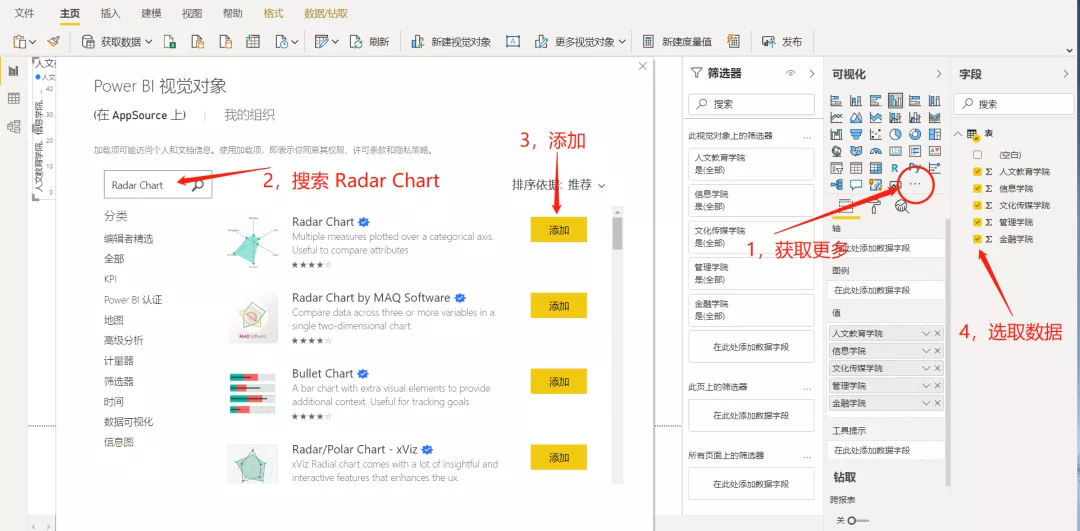 文件 主页 插入 建模 视图 帮助 格式 数据/钻取
获取数据 刷新 新建视觉对象 更多视觉对象 新建度量值 发布
人文
40
30
20
10
0
人文教育学院, 信息学院,
Power BI 视觉对象
(在 AppSource 上) | 我的组织
加载项可能访问个人和文档信息。使用加载项, 即表示你同意其权限、许可条款和隐私策略。
Radar Chart
2，搜索 Radar Chart
3，添加
排序依据: 推荐
分类
编辑者精选
全部
KPI
Power BI 认证
地图
高级分析
计量器
筛选器
时间
数据可视化
信息图
Radar Chart
Multiple measures plotted over a categorical axis.
Useful to compare attributes
添加
Radar Chart by MAQ Software
Compare data across three or more variables in a
single two-dimensional chart.
添加
Bullet Chart
A bar chart with extra visual elements to provide
additional context. Useful for tracking goals
添加
Radar/Polar Chart - xViz
xViz Radial chart comes with a lot of insightful and
interactive features that enhances the ux.
添加
筛选器
搜索
此视觉对象上的筛选器 ...
人文教育学院
是(全部)
信息学院
是(全部)
文化传媒学院
是(全部)
管理学院
是(全部)
金融学院
是(全部)
在此处添加数据字段
此页上的筛选器 ...
在此处添加数据字段
所有页面上的筛选器 ...
在此处添加数据字段
可视化
R Py
1，获取更多
轴
在此处添加数据字段
图例
在此处添加数据字段
值
人文教育学院
信息学院
文化传媒学院
管理学院
金融学院
工具提示
在此处添加数据字段
钻取
跨报表
关
字段
搜索
表
(空白)
Σ 人文教育学院
Σ 信息学院
Σ 文化传媒学院
Σ 管理学院
Σ 金融学院
4，选取数据